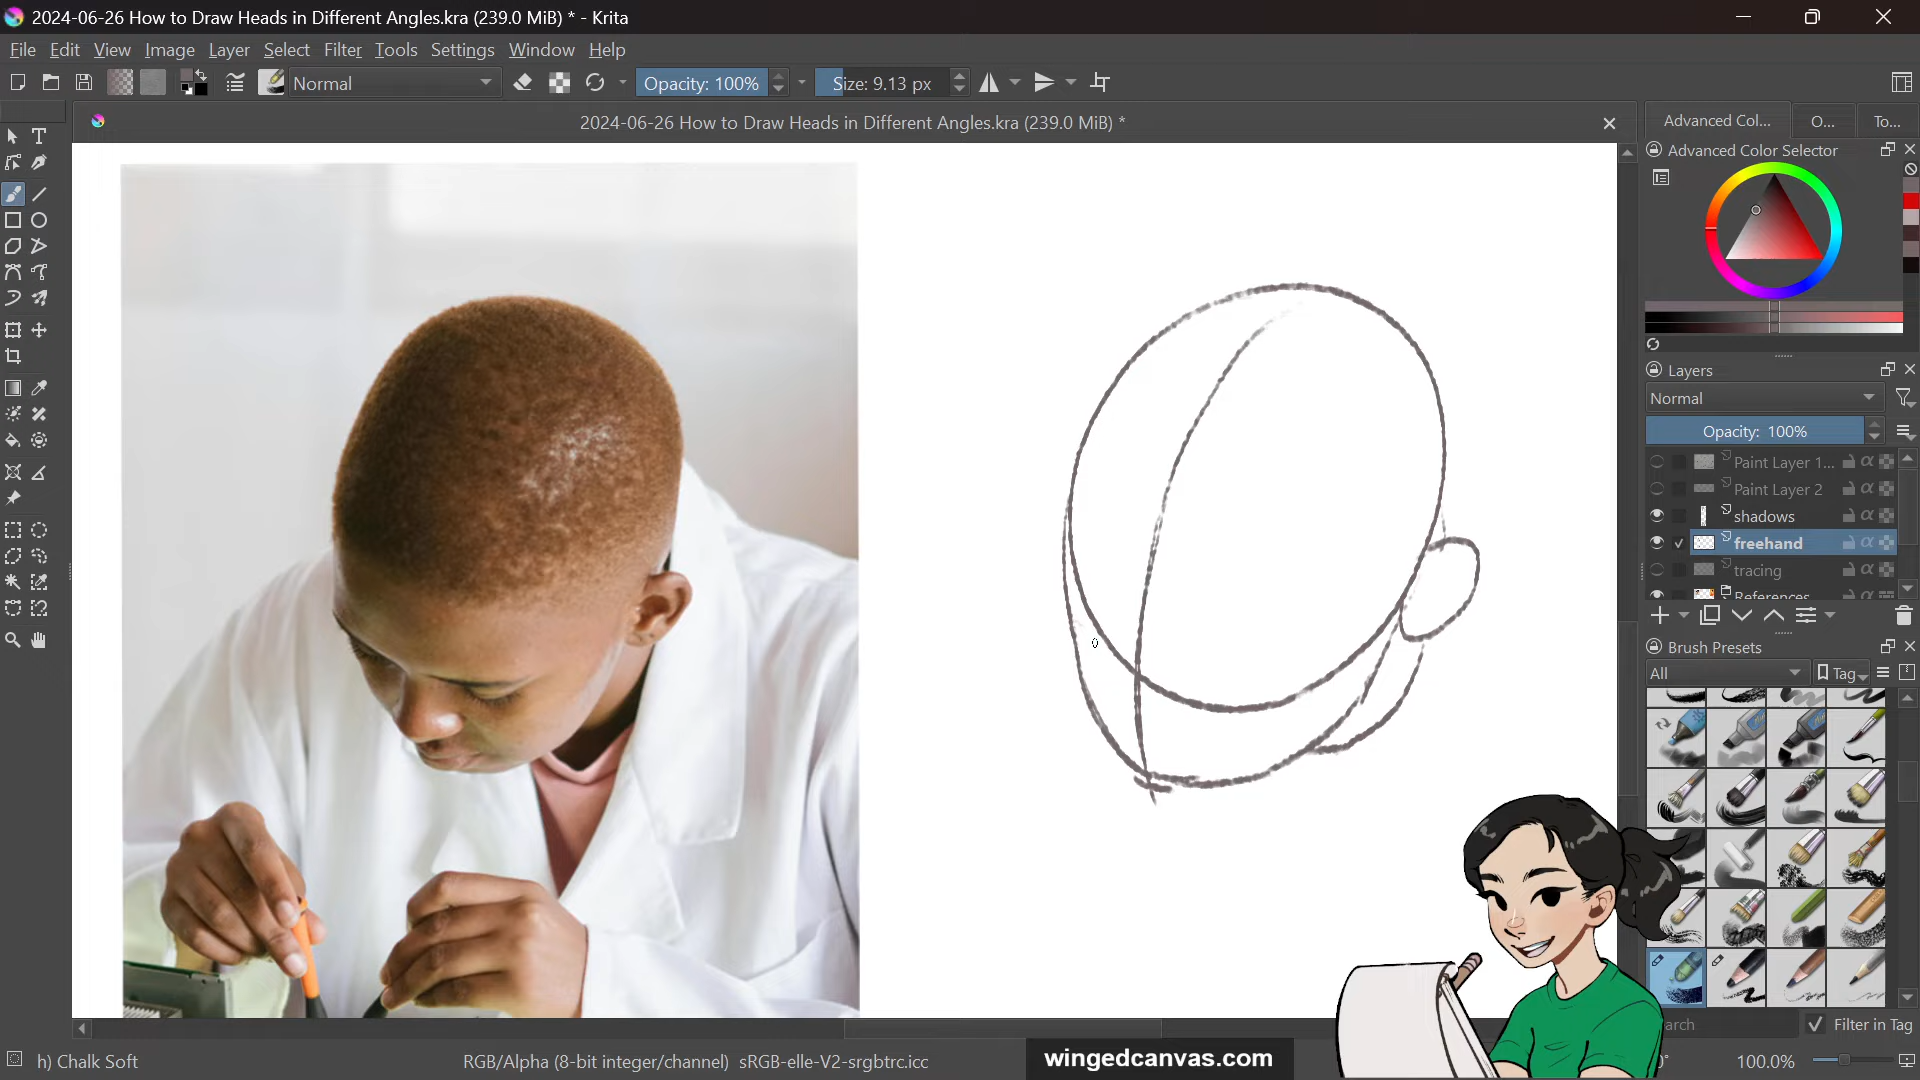 2024-06-26 How to Draw Heads in Different Angles.kra (239.0 MiB) * - Krita
File Edit View Image Layer Select Filter Tools Settings Window Help
Normal Opacity: 100% Size: 9.13 px
2024-06-26 How to Draw Heads in Different Angles.kra (239.0 MiB) *
Advanced Col... O... To...
Advanced Color Selector
Layers
Normal
Opacity: 100%
Paint Layer 1...
Paint Layer 2
shadows
freehand
tracing
References
Brush Presets
All Tag
Filter in Tag
h) Chalk Soft RGB/Alpha (8-bit integer/channel) sRGB-elle-V2-srgbtrc.icc wingedcanvas.com 100.0%